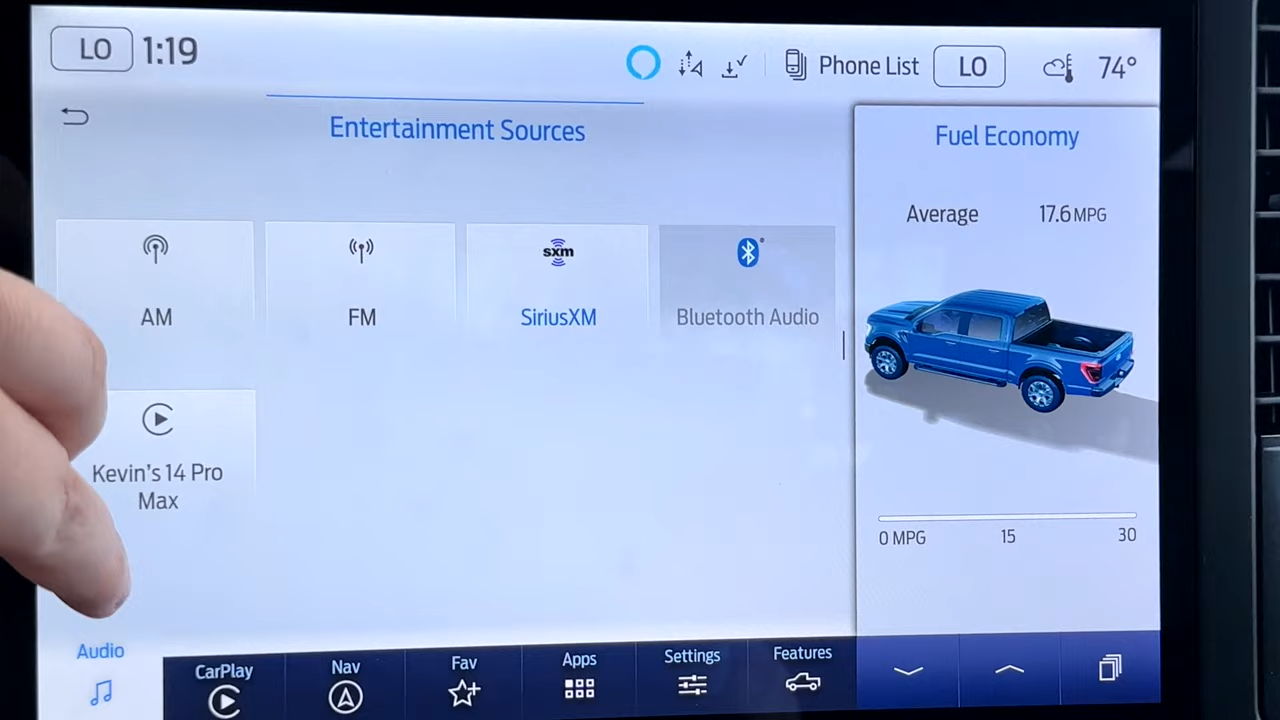 LO 1:19 Phone List LO 74°
Entertainment Sources
Fuel Economy
Average 17.6 MPG
AM
FM
sxm
SiriusXM
Bluetooth Audio
Kevin's 14 Pro
Max
0 MPG 15 30
Audio
CarPlay
Nav
Fav
Apps
Settings
Features